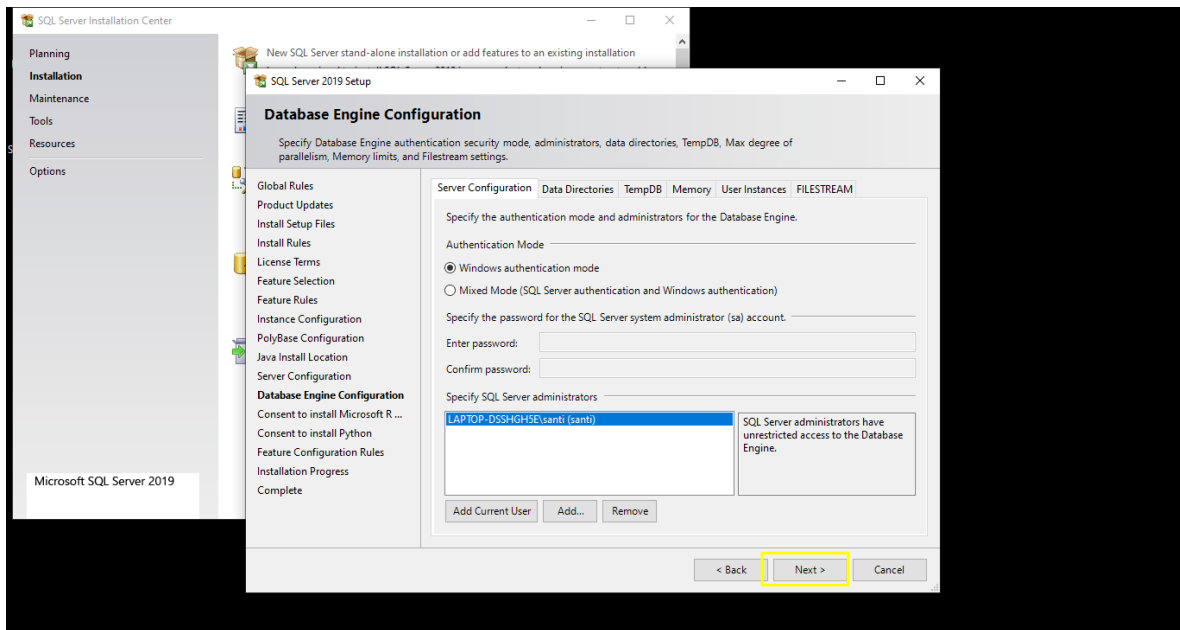 SQL Server Installation Center
Planning
Installation
Maintenance
Tools
Resources
Options
Microsoft SQL Server 2019
New SQL Server stand-alone installation or add features to an existing installation
SQL Server 2019 Setup
Database Engine Configuration
Specify Database Engine authentication security mode, administrators, data directories, TempDB, Max degree of
parallelism, Memory limits, and Filestream settings.
Global Rules
Product Updates
Install Setup Files
Install Rules
License Terms
Feature Selection
Feature Rules
Instance Configuration
PolyBase Configuration
Java Install Location
Server Configuration
Database Engine Configuration
Consent to install Microsoft R ...
Consent to install Python
Feature Configuration Rules
Installation Progress
Complete
Server Configuration Data Directories TempDB Memory User Instances FILESTREAM
Specify the authentication mode and administrators for the Database Engine.
Authentication Mode
Windows authentication mode
Mixed Mode (SQL Server authentication and Windows authentication)
Specify the password for the SQL Server system administrator (sa) account.
Enter password:
Confirm password:
Specify SQL Server administrators
LAPTOP-DSSHGH5E\santi (santi)
SQL Server administrators have
unrestricted access to the Database
Engine.
Add Current User Add... Remove
< Back Next > Cancel